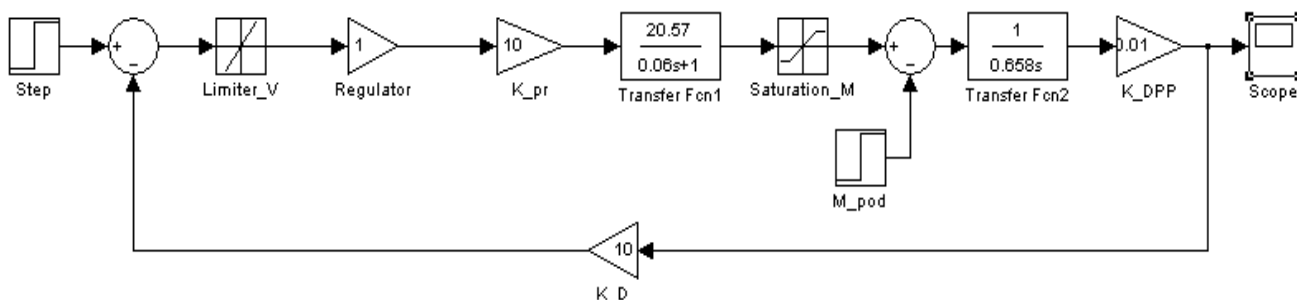 Step
+
−
Limiter_V
1
Regulator
10
K_pr
20.57
0.06s+1
Transfer Fcn1
Saturation_M
+
−
M_pod
1
0.658s
Transfer Fcn2
0.01
K_DPP
Scope
10
K_D